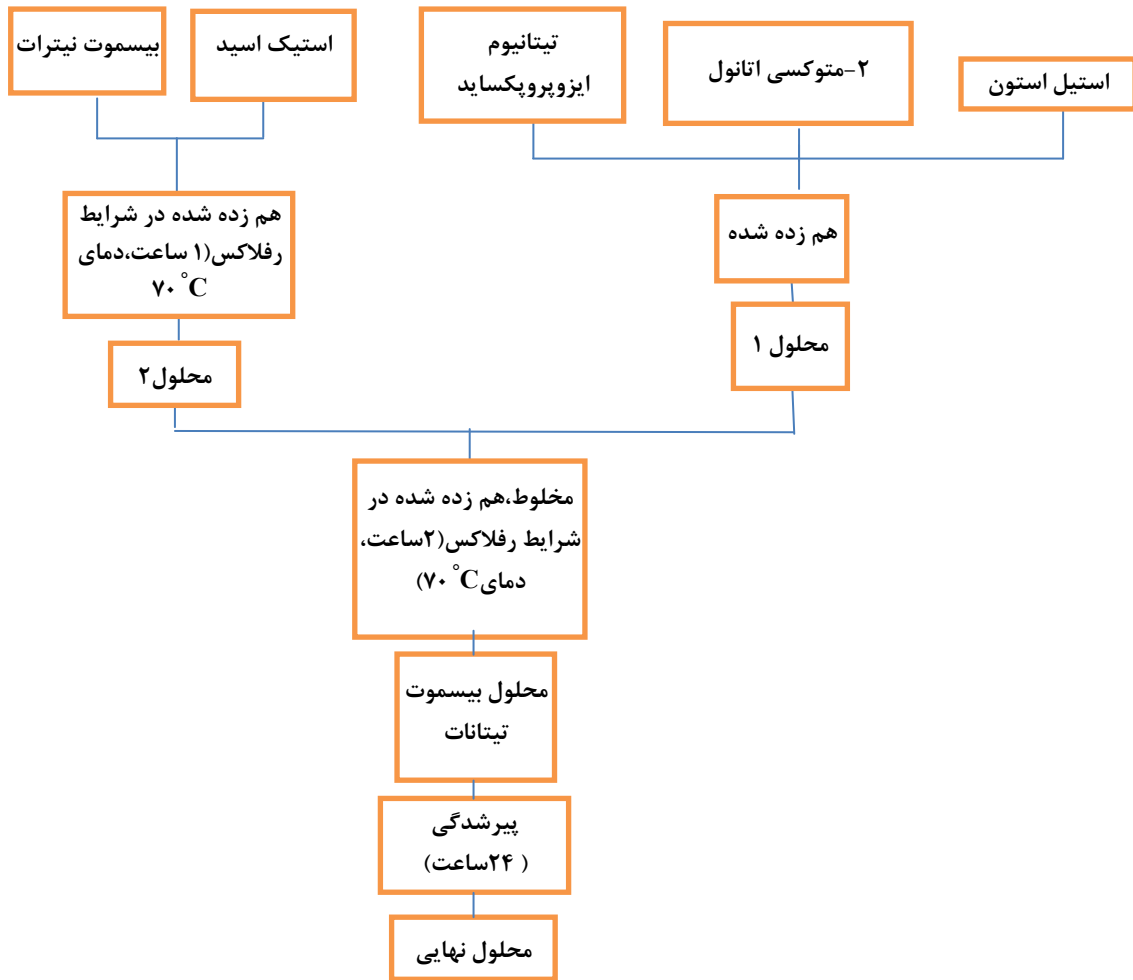 بیسموت نیترات
استیک اسید
تیتانیوم
ایزوپروپکساید
۲-متوکسی اتانول
استیل استون
هم زده شده در شرایط
رفلاکس(۱ ساعت،دمای
۷۰ °C
هم زده شده
محلول ۱
محلول۲
مخلوط،هم زده شده در
شرایط رفلاکس(۲ساعت،
دمای۷۰ °C)
محلول بیسموت
تیتانات
پیرشدگی
( ۲۴ساعت)
محلول نهایی